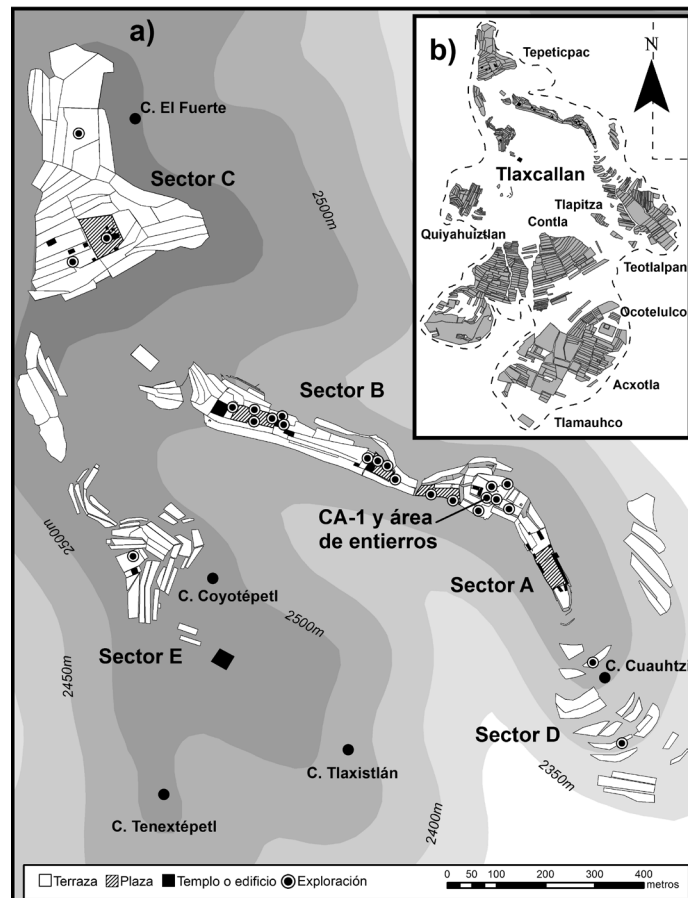 a)
C. El Fuerte
Sector C
2500m
Sector B
CA-1 y área
de entierros
Sector A
2500m
C. Coyotépetl
2500m
Sector E
2450m
C. Cuauhtzi
Sector D
2350m
C. Tlaxistlán
C. Tenextépetl
2400m
Terraza
Plaza
Templo o edificio
Exploración
0 50 100 200 300 400
metros
b)
N
Tepeticpac
Tlaxcallan
Tlapitza
Contla
Quiyahuiztlan
Teotlalpan
Ocotelulco
Acxotla
Tlamauhco